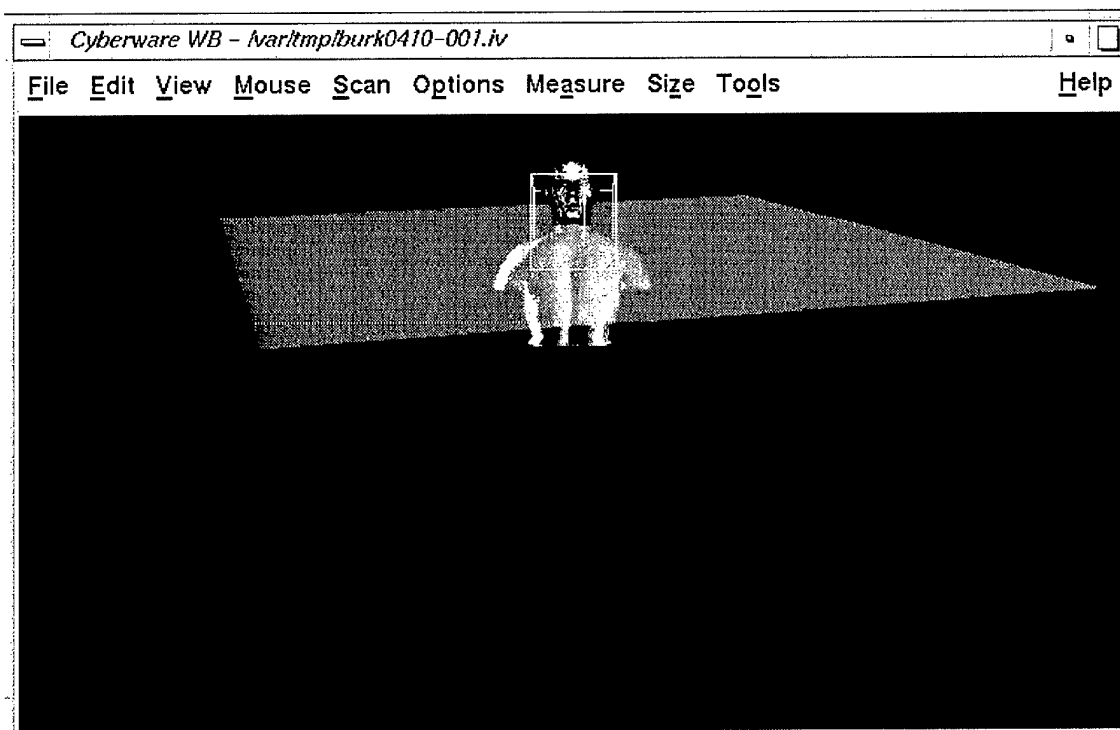 Cyberware WB - /var/tmp/burk0410-001.iv
File Edit View Mouse Scan Options Measure Size Tools Help